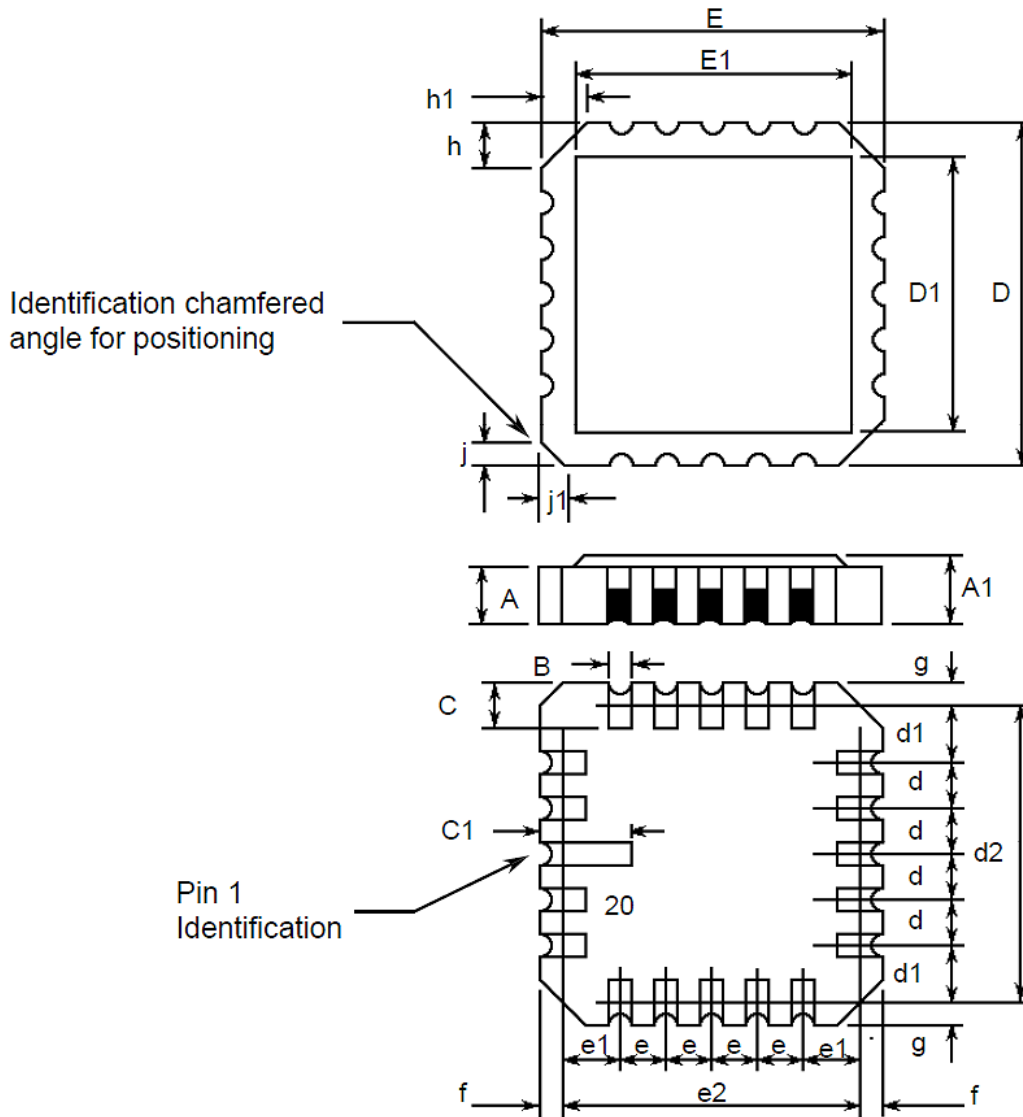 E
E1
h1
h
Identification chamfered
angle for positioning
D1
D
j
j1
A
A1
B
g
C
d1
d
C1
d
d2
d
Pin 1
Identification
20
d
d1
e1
e
e
e
e
e1
g
f
e2
f